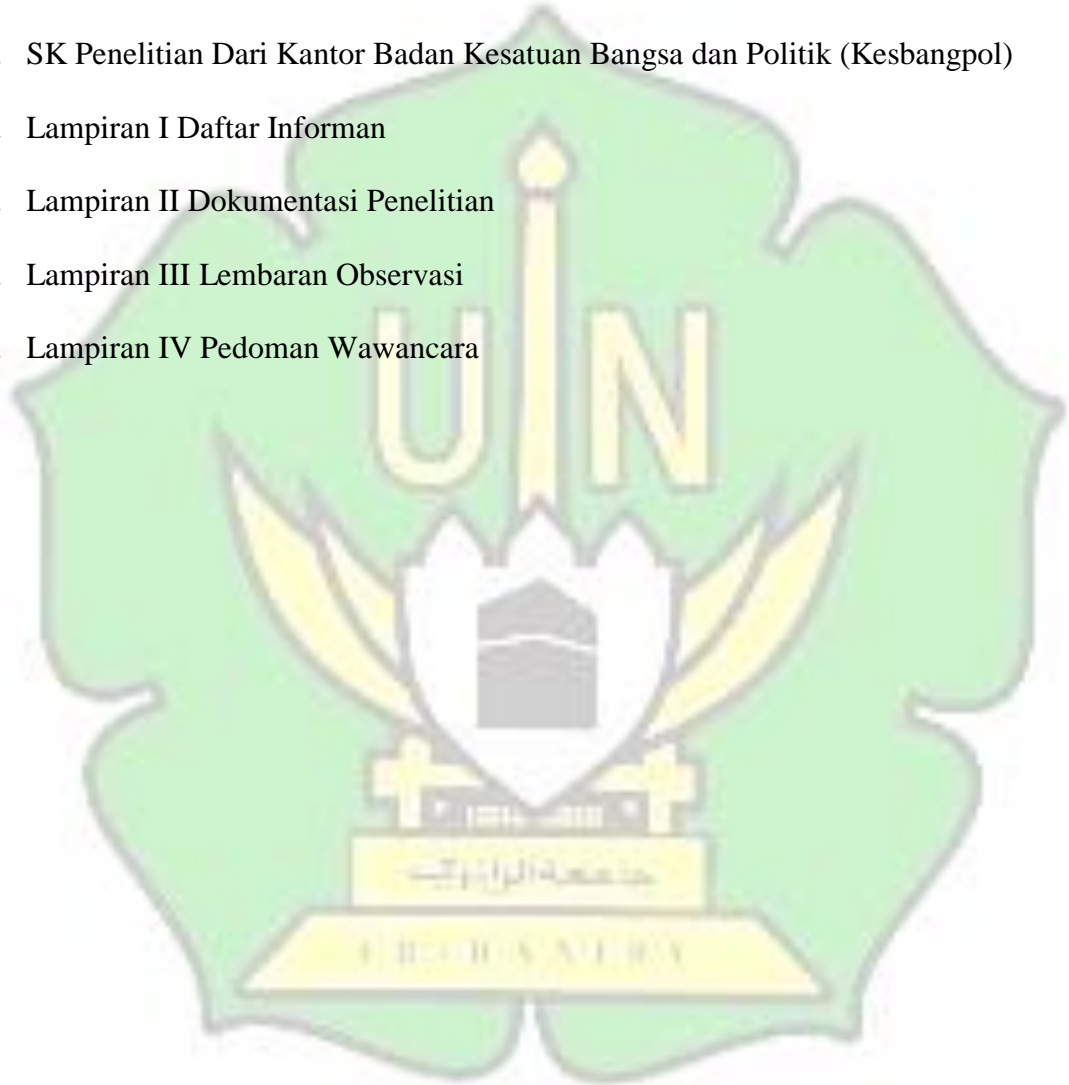 SK Penelitian Dari Kantor Badan Kesatuan Bangsa dan Politik (Kesbangpol)
Lampiran I Daftar Informan
Lampiran II Dokumentasi Penelitian
Lampiran III Lembaran Observasi
Lampiran IV Pedoman Wawancara
UN